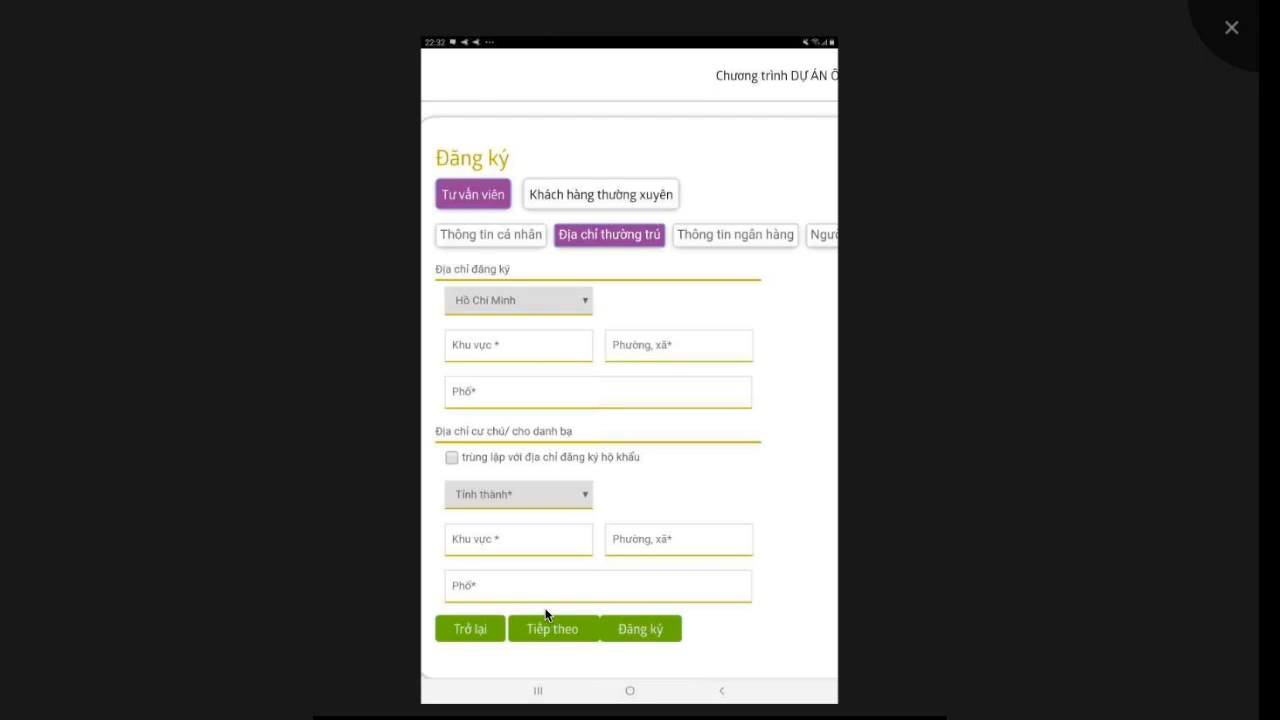 22:32
Chương trình DỰ ÁN Ô
Đăng ký
Tư vấn viên
Khách hàng thường xuyên
Thông tin cá nhân
Địa chỉ thường trú
Thông tin ngân hàng
Ngườ
Địa chỉ đăng ký
Hồ Chí Minh
Khu vực *
Phường, xã*
Phố*
Địa chỉ cư chú/ cho danh bạ
trùng lập với địa chỉ đăng ký hộ khẩu
Tỉnh thành*
Khu vực *
Phường, xã*
Phố*
Trở lại
Tiếp theo
Đăng ký